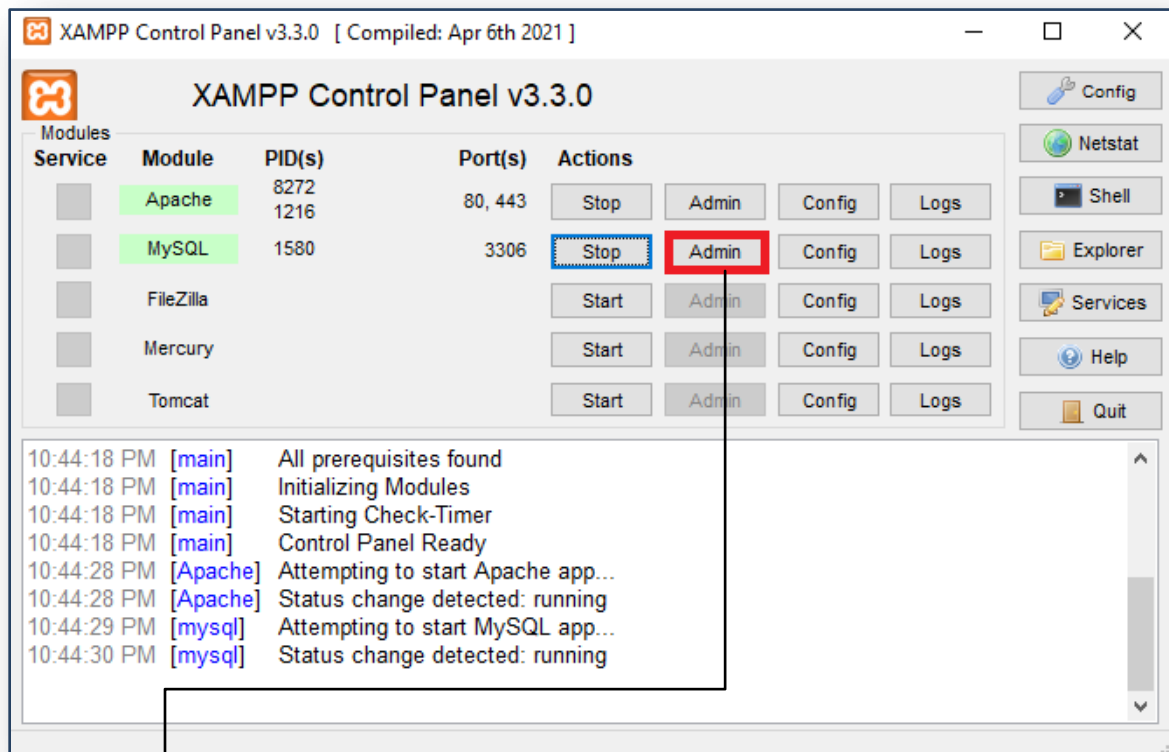 XAMPP Control Panel v3.3.0 [ Compiled: Apr 6th 2021 ]
XAMPP Control Panel v3.3.0
Modules
Service Module PID(s) Port(s) Actions
Apache 8272 1216 80, 443 Stop Admin Config Logs
MySQL 1580 3306 Stop Admin Config Logs
FileZilla Start Admin Config Logs
Mercury Start Admin Config Logs
Tomcat Start Admin Config Logs
Config
Netstat
Shell
Explorer
Services
Help
Quit
10:44:18 PM [main] All prerequisites found
10:44:18 PM [main] Initializing Modules
10:44:18 PM [main] Starting Check-Timer
10:44:18 PM [main] Control Panel Ready
10:44:28 PM [Apache] Attempting to start Apache app...
10:44:28 PM [Apache] Status change detected: running
10:44:29 PM [mysql] Attempting to start MySQL app...
10:44:30 PM [mysql] Status change detected: running